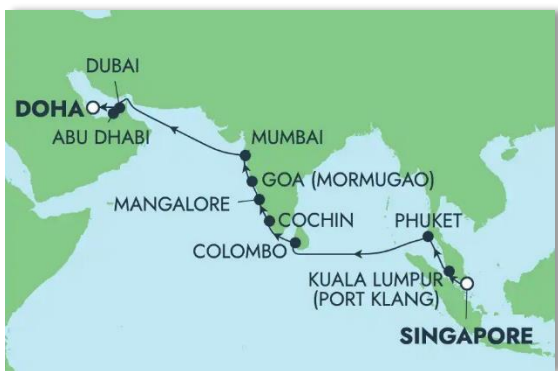 DUBAI
DOHA
ABU DHABI
MUMBAI
GOA (MORMUGAO)
MANGALORE
COCHIN
PHUKET
COLOMBO
KUALA LUMPUR
(PORT KLANG)
SINGAPORE